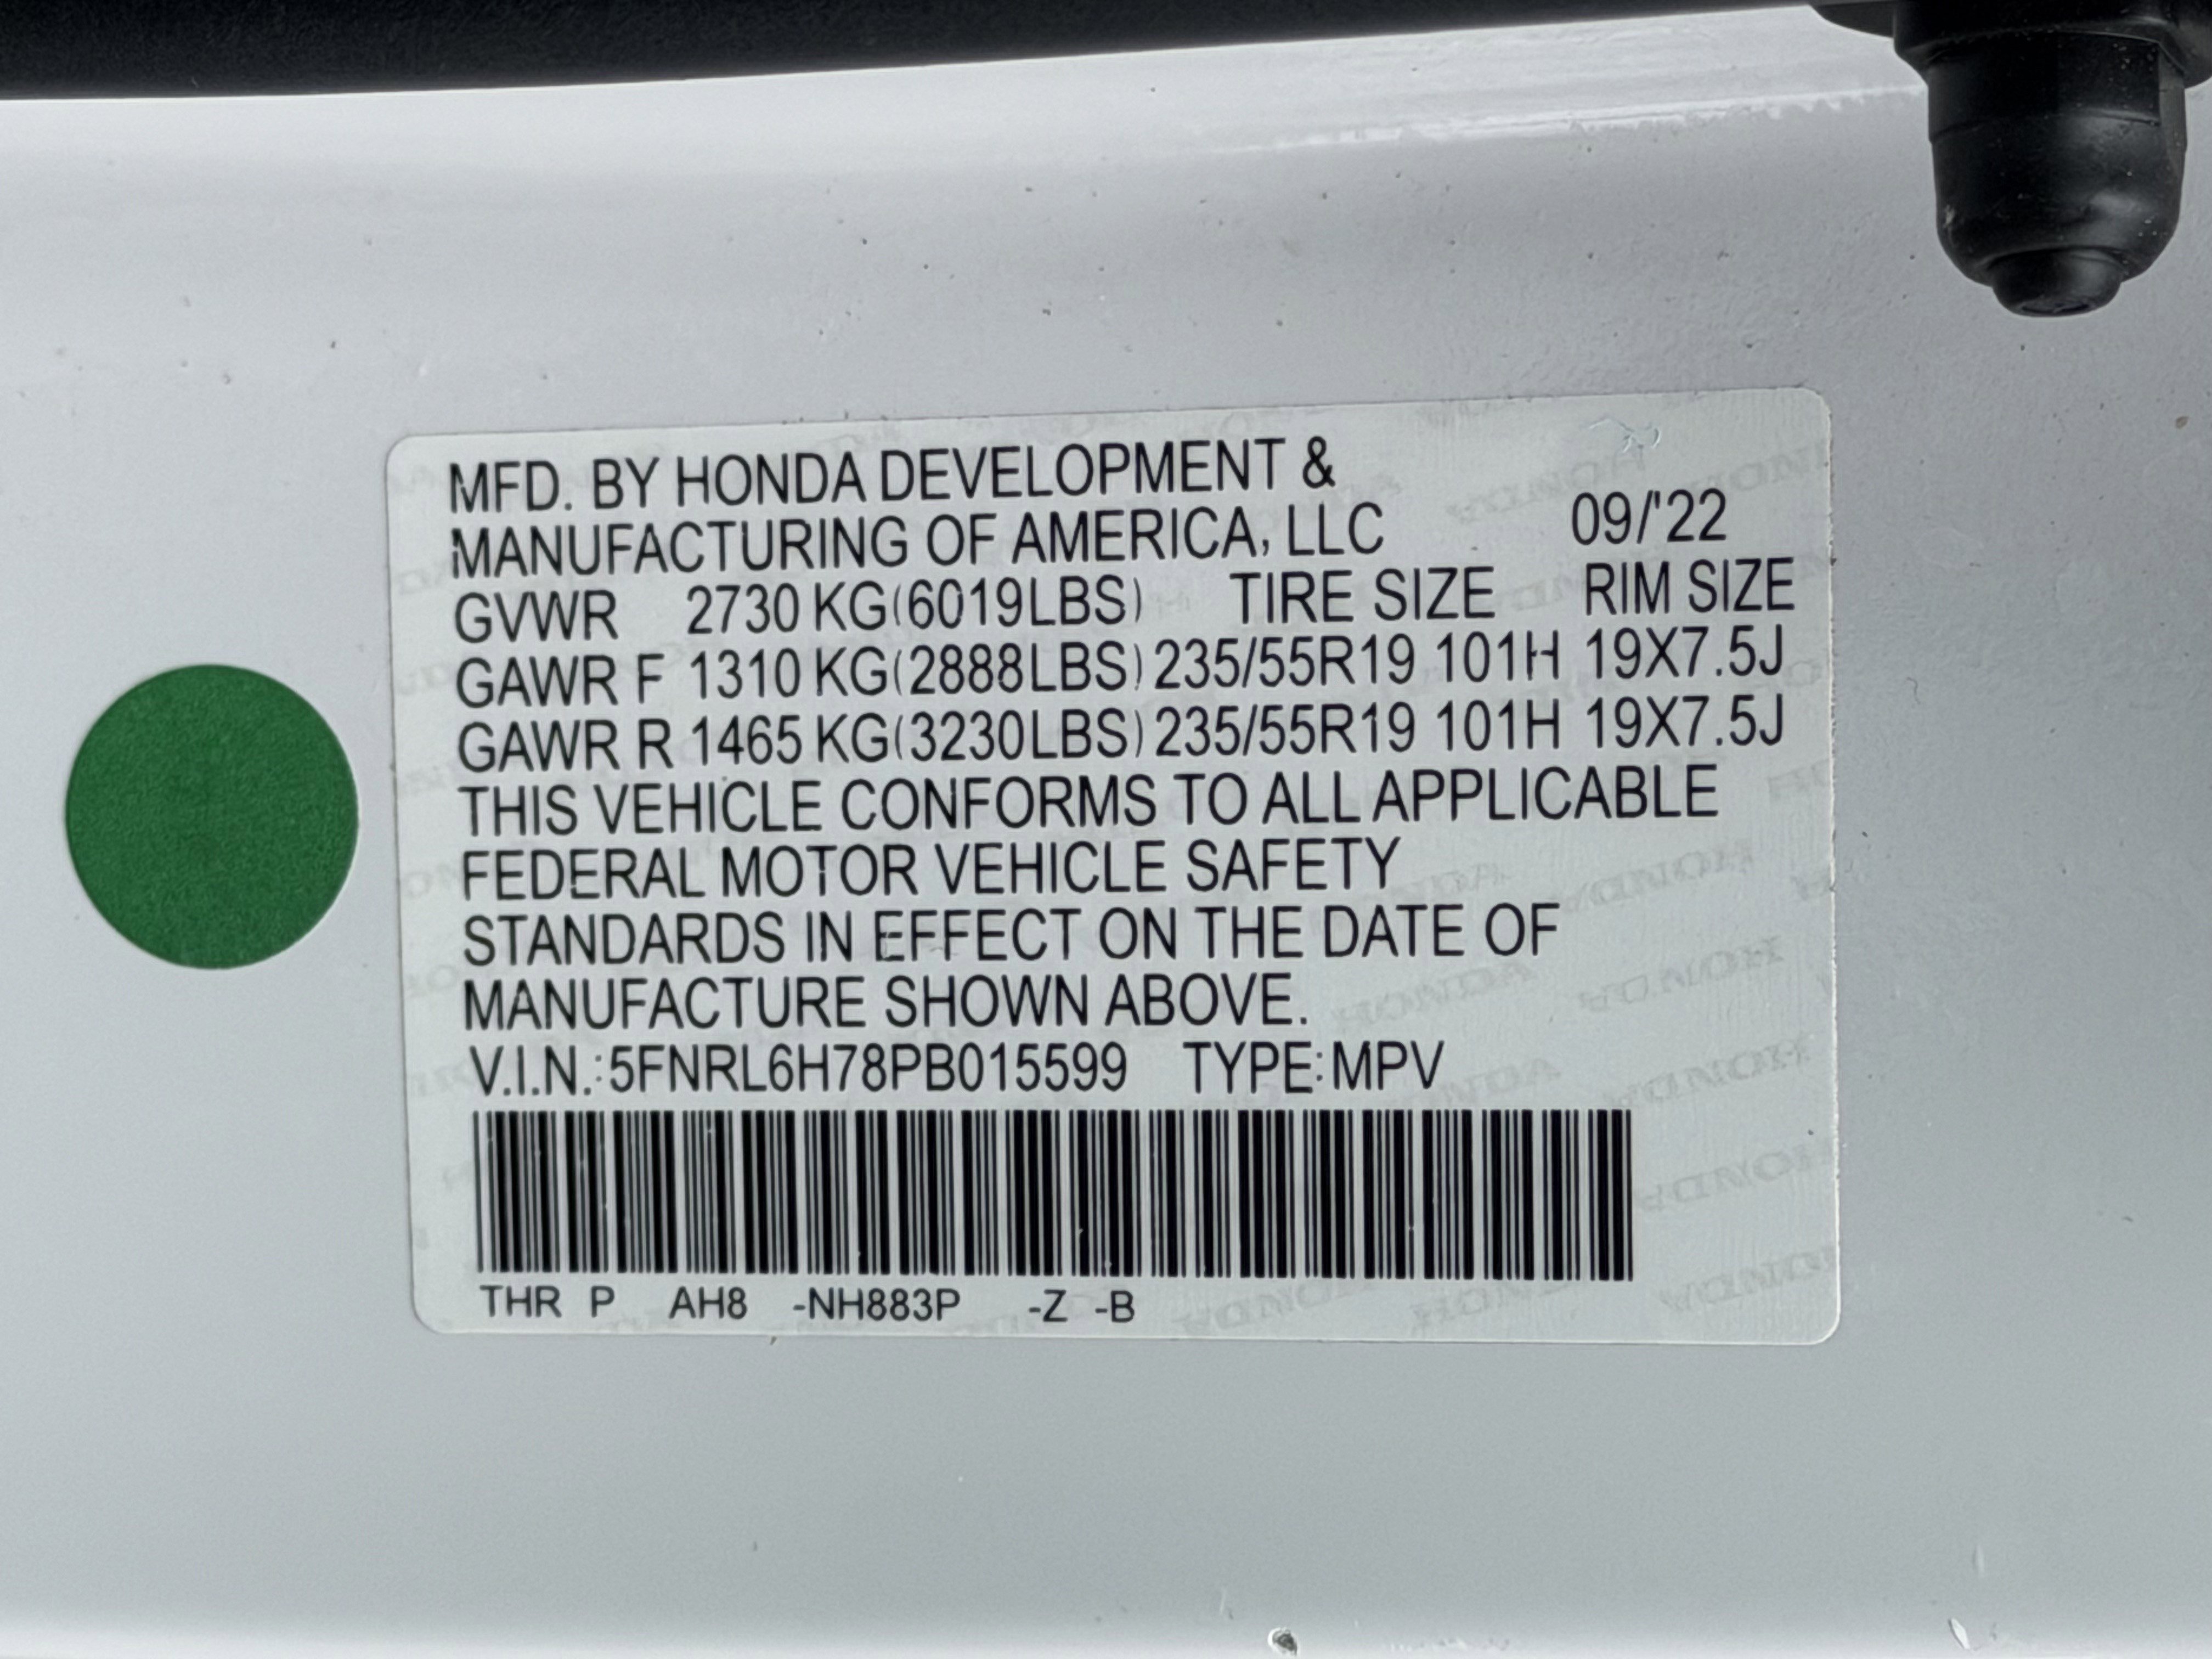 MFD. BY HONDA DEVELOPMENT &
MANUFACTURING OF AMERICA, LLC 09/'22
GVWR 2730 KG(6019LBS) TIRE SIZE RIM SIZE
GAWR F 1310 KG(2888LBS) 235/55R19 101H 19X7.5J
GAWR R 1465 KG(3230LBS) 235/55R19 101H 19X7.5J
THIS VEHICLE CONFORMS TO ALL APPLICABLE
FEDERAL MOTOR VEHICLE SAFETY
STANDARDS IN EFFECT ON THE DATE OF
MANUFACTURE SHOWN ABOVE.
V.I.N.:5FNRL6H78PB015599 TYPE:MPV
THR P AH8 -NH883P -Z -B